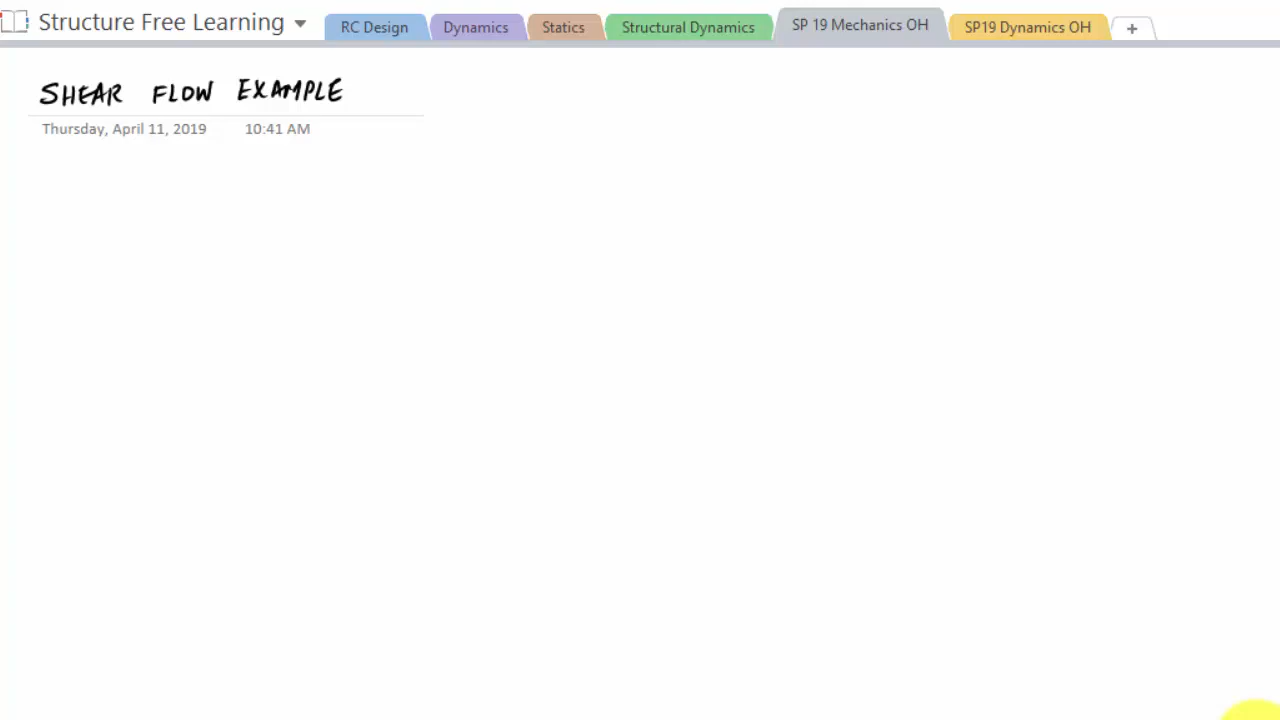 Structure Free Learning RC Design Dynamics Statics Structural Dynamics SP 19 Mechanics OH SP19 Dynamics OH +
SHEAR FLOW EXAMPLE
Thursday, April 11, 2019 10:41 AM